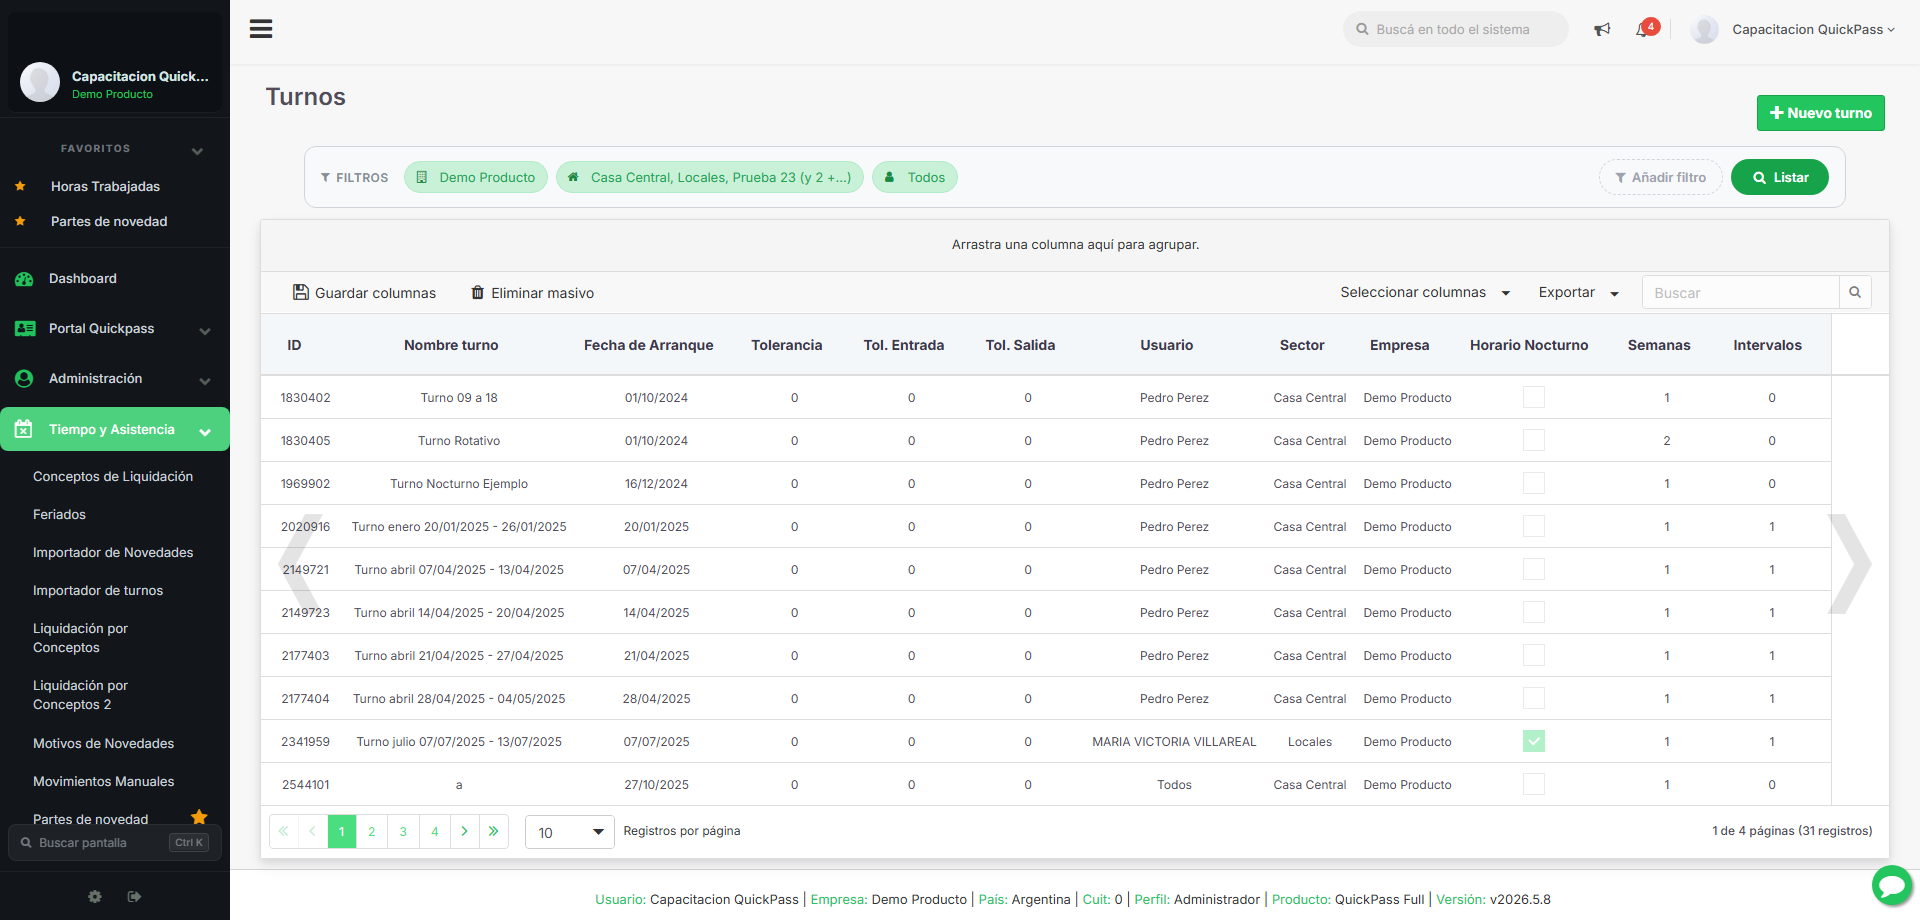 Capacitacion Quick...
Demo Producto
FAVORITOS
Horas Trabajadas
Partes de novedad
Dashboard
Portal Quickpass
Administración
Tiempo y Asistencia
Conceptos de Liquidación
Feriados
Importador de Novedades
Importador de turnos
Liquidación por
Conceptos
Liquidación por
Conceptos 2
Motivos de Novedades
Movimientos Manuales
Partes de novedad
Buscar pantalla Ctrl K
Buscá en todo el sistema 4 Capacitacion QuickPass
Turnos
Nuevo turno
FILTROS Demo Producto Casa Central, Locales, Prueba 23 (y 2 +...) Todos Añadir filtro Listar
Arrastra una columna aquí para agrupar.
Guardar columnas Eliminar masivo Seleccionar columnas Exportar Buscar
ID Nombre turno Fecha de Arranque Tolerancia Tol. Entrada Tol. Salida Usuario Sector Empresa Horario Nocturno Semanas Intervalos
1830402 Turno 09 a 18 01/10/2024 0 0 0 Pedro Perez Casa Central Demo Producto 1 0
1830405 Turno Rotativo 01/10/2024 0 0 0 Pedro Perez Casa Central Demo Producto 2 0
1969902 Turno Nocturno Ejemplo 16/12/2024 0 0 0 Pedro Perez Casa Central Demo Producto 1 0
2020916 Turno enero 20/01/2025 - 26/01/2025 20/01/2025 0 0 0 Pedro Perez Casa Central Demo Producto 1 1
2149721 Turno abril 07/04/2025 - 13/04/2025 07/04/2025 0 0 0 Pedro Perez Casa Central Demo Producto 1 1
2149723 Turno abril 14/04/2025 - 20/04/2025 14/04/2025 0 0 0 Pedro Perez Casa Central Demo Producto 1 1
2177403 Turno abril 21/04/2025 - 27/04/2025 21/04/2025 0 0 0 Pedro Perez Casa Central Demo Producto 1 1
2177404 Turno abril 28/04/2025 - 04/05/2025 28/04/2025 0 0 0 Pedro Perez Casa Central Demo Producto 1 1
2341959 Turno julio 07/07/2025 - 13/07/2025 07/07/2025 0 0 0 MARIA VICTORIA VILLAREAL Locales Demo Producto 1 1
2544101 a 27/10/2025 0 0 0 Todos Casa Central Demo Producto 1 0
1 2 3 4 10 Registros por página 1 de 4 páginas (31 registros)
Usuario: Capacitacion QuickPass | Empresa: Demo Producto | País: Argentina | Cuit: 0 | Perfil: Administrador | Producto: QuickPass Full | Versión: v2026.5.8